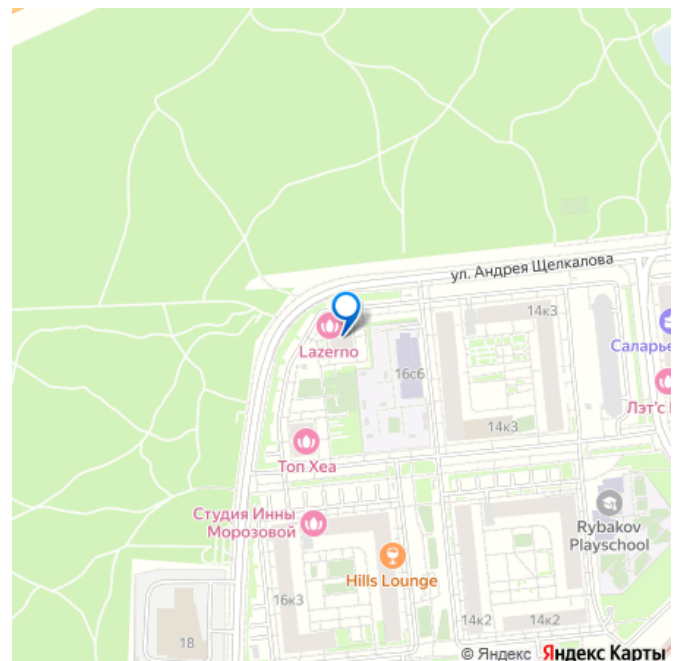 ул. Андрея Щелкалова
14к3
Lazerno
Саларье
16с6
Лэт'с
14к3
Топ Хеа
Студия Инны
Морозовой
Rybakov
Playschool
Hills Lounge
16к3
14к2
14к2
18
© Яндекс Яндекс Карты